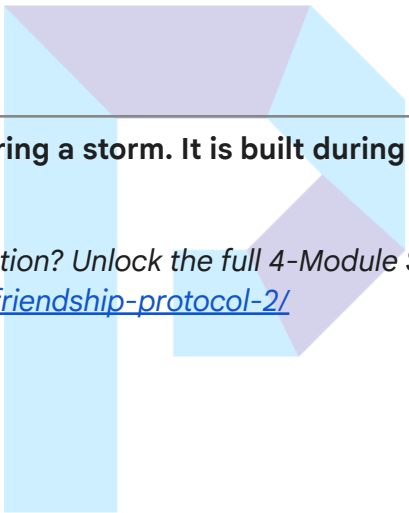 ring a storm. It is built during
tion? Unlock the full 4-Module
friendship-protocol-2/